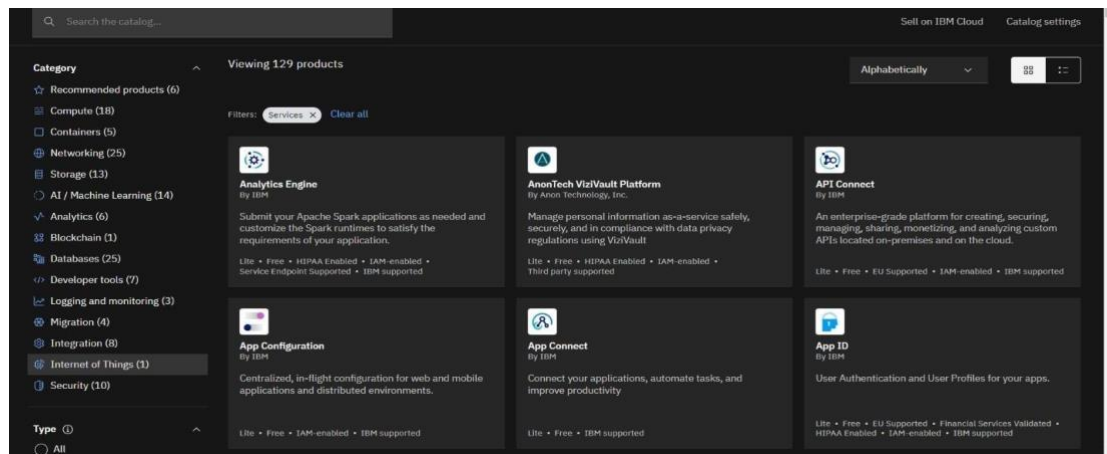 Search the catalog...
Sell on IBM Cloud
Catalog settings
Category
Recommended products (6)
Compute (18)
Containers (5)
Networking (25)
Storage (13)
AI / Machine Learning (14)
Analytics (6)
Blockchain (1)
Databases (25)
Developer tools (7)
Logging and monitoring (3)
Migration (4)
Integration (8)
Internet of Things (1)
Security (10)
Type
All
Viewing 129 products
Alphabetically
Filters: Services × Clear all
Analytics Engine
By IBM
Submit your Apache Spark applications as needed and
customize the Spark runtimes to satisfy the
requirements of your application.
Lite • Free • HIPAA Enabled • IAM-enabled •
Service Endpoint Supported • IBM supported
AnonTech ViziVault Platform
By Anon Technology, Inc.
Manage personal information as-a-service safely,
securely, and in compliance with data privacy
regulations using ViziVault
Lite • Free • HIPAA Enabled • IAM-enabled •
Third party supported
API Connect
By IBM
An enterprise-grade platform for creating, securing,
managing, sharing, monetizing, and analyzing custom
APIs located on-premises and on the cloud.
Lite • Free • EU Supported • IAM-enabled • IBM supported
App Configuration
By IBM
Centralized, in-flight configuration for web and mobile
applications and distributed environments.
Lite • Free • IAM-enabled • IBM supported
App Connect
By IBM
Connect your applications, automate tasks, and
improve productivity
Lite • Free • IBM supported
App ID
By IBM
User Authentication and User Profiles for your apps.
Lite • Free • EU Supported • Financial Services Validated •
HIPAA Enabled • IAM-enabled • IBM supported